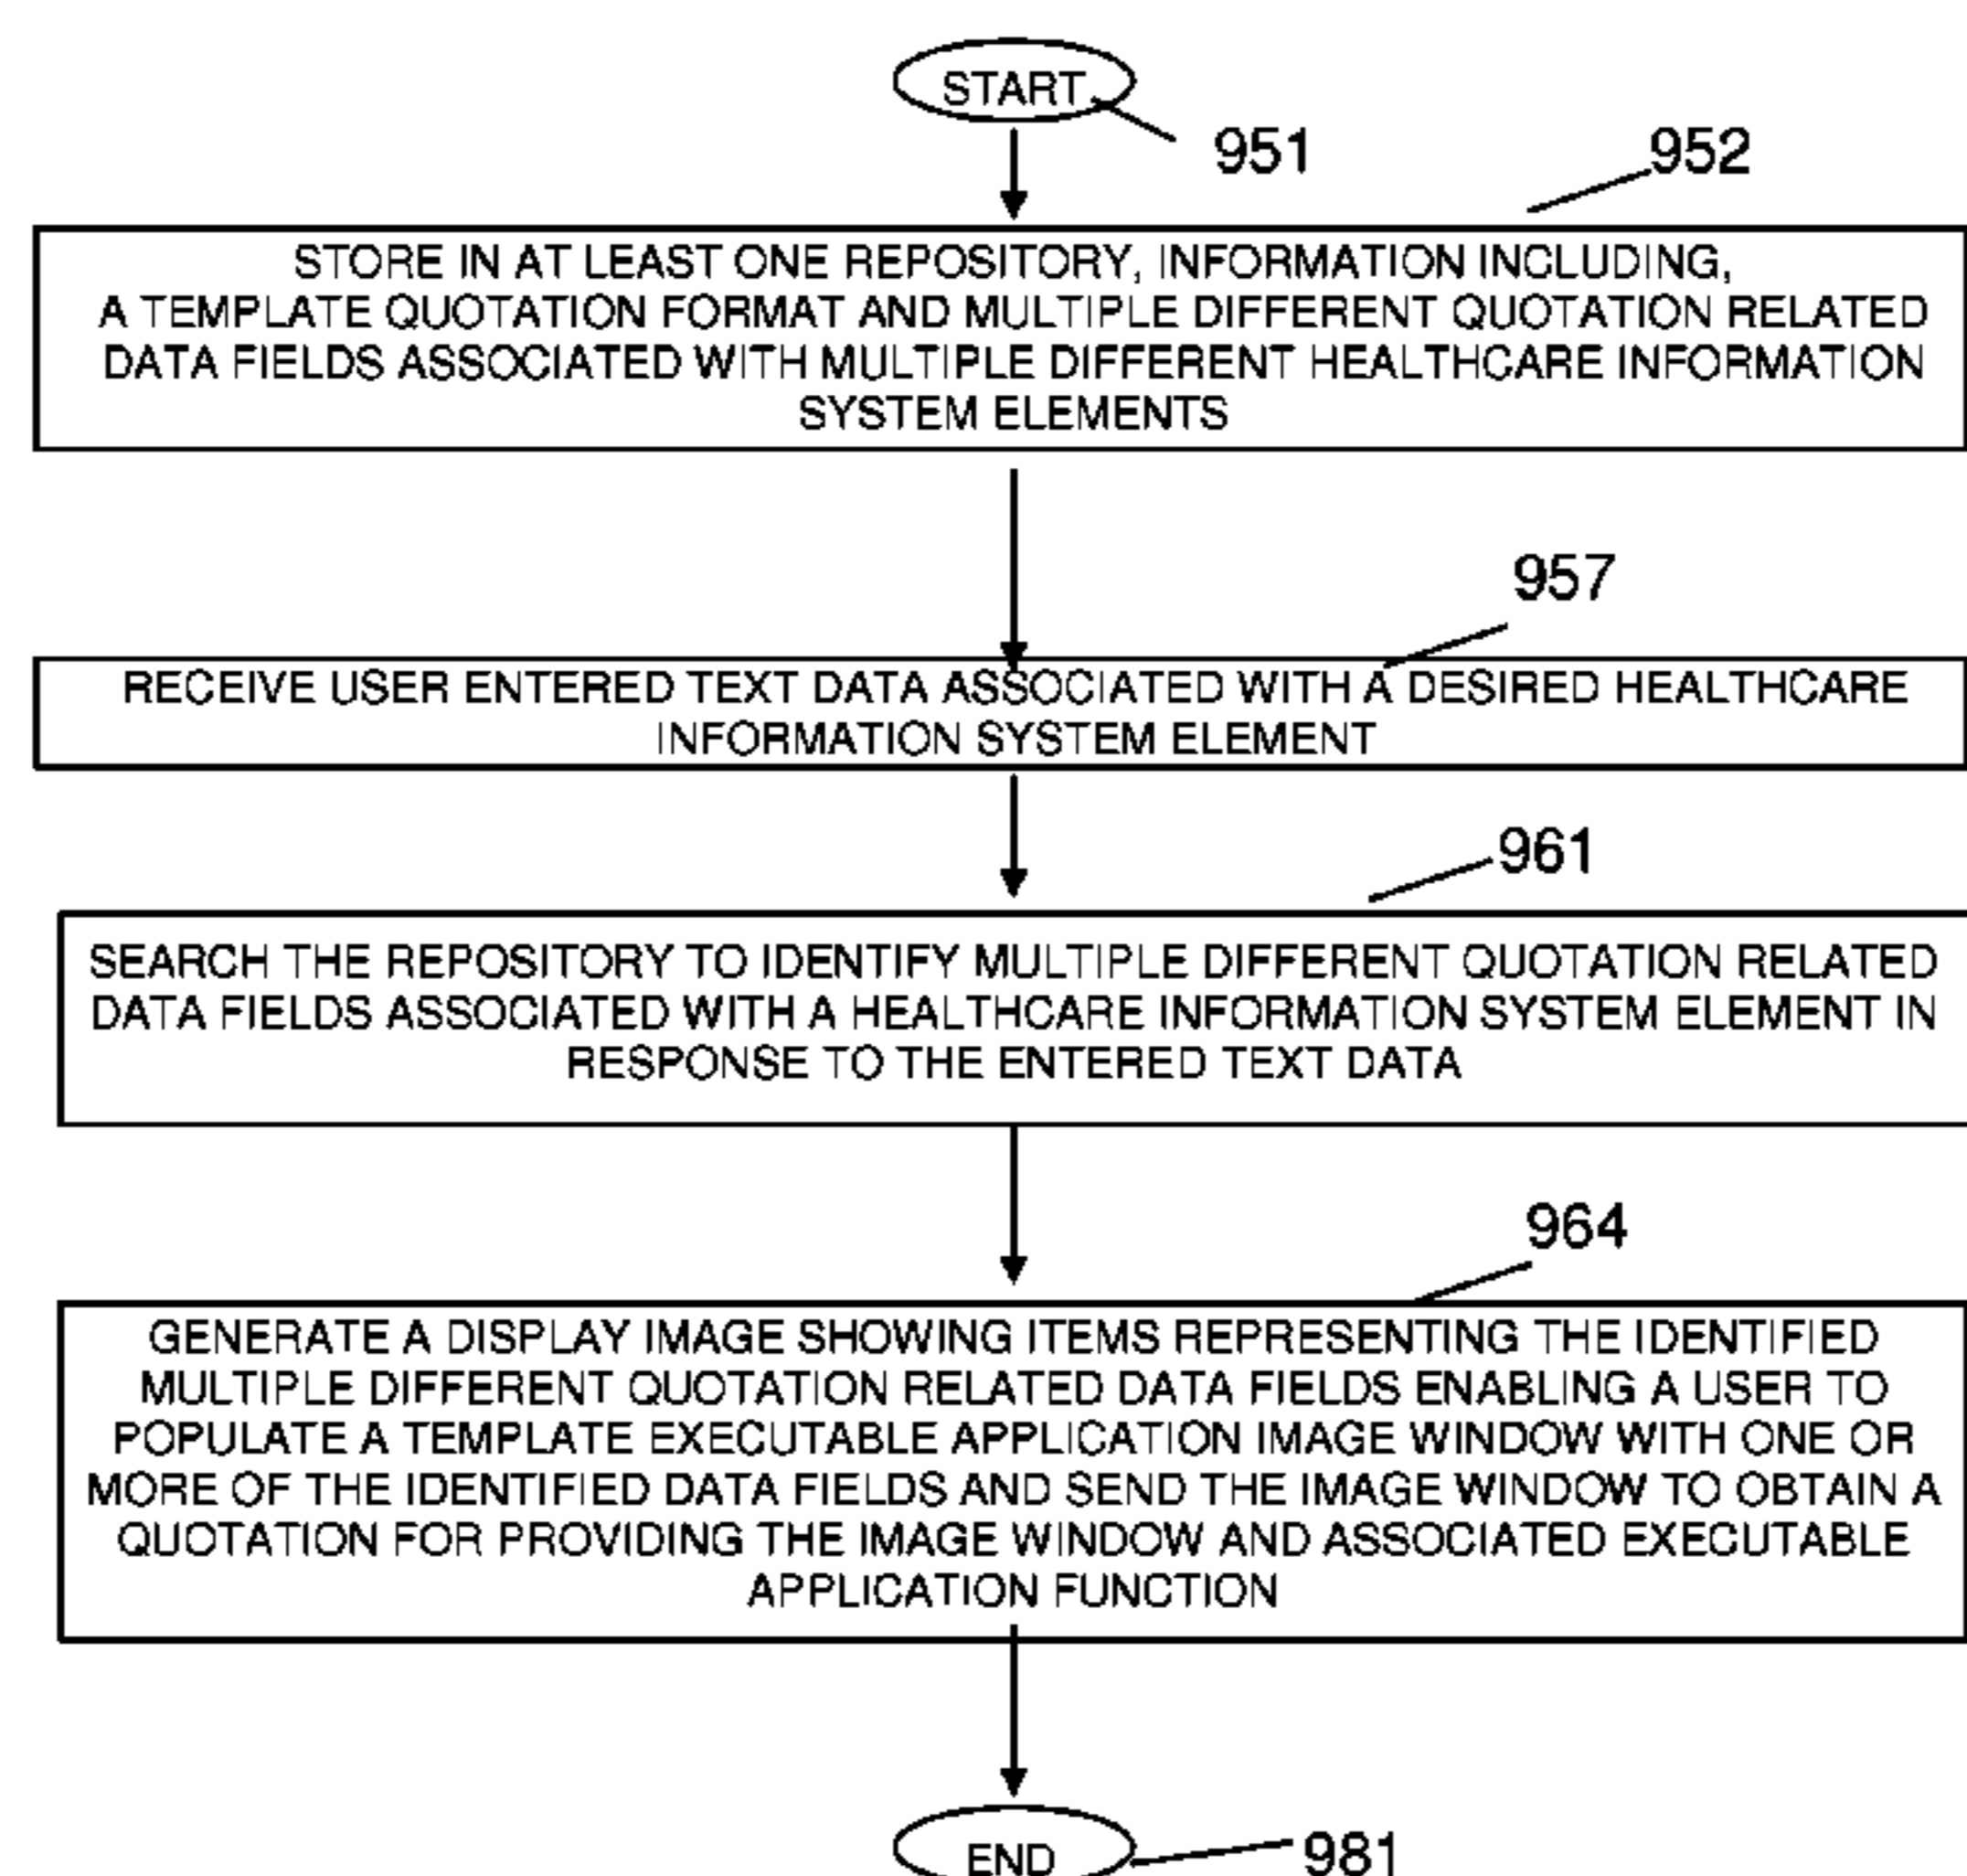 START
951
952
STORE IN AT LEAST ONE REPOSITORY, INFORMATION INCLUDING,
A TEMPLATE QUOTATION FORMAT AND MULTIPLE DIFFERENT QUOTATION RELATED
DATA FIELDS ASSOCIATED WITH MULTIPLE DIFFERENT HEALTHCARE INFORMATION
SYSTEM ELEMENTS
957
RECEIVE USER ENTERED TEXT DATA ASSOCIATED WITH A DESIRED HEALTHCARE
INFORMATION SYSTEM ELEMENT
961
SEARCH THE REPOSITORY TO IDENTIFY MULTIPLE DIFFERENT QUOTATION RELATED
DATA FIELDS ASSOCIATED WITH A HEALTHCARE INFORMATION SYSTEM ELEMENT IN
RESPONSE TO THE ENTERED TEXT DATA
964
GENERATE A DISPLAY IMAGE SHOWING ITEMS REPRESENTING THE IDENTIFIED
MULTIPLE DIFFERENT QUOTATION RELATED DATA FIELDS ENABLING A USER TO
POPULATE A TEMPLATE EXECUTABLE APPLICATION IMAGE WINDOW WITH ONE OR
MORE OF THE IDENTIFIED DATA FIELDS AND SEND THE IMAGE WINDOW TO OBTAIN A
QUOTATION FOR PROVIDING THE IMAGE WINDOW AND ASSOCIATED EXECUTABLE
APPLICATION FUNCTION
END
981